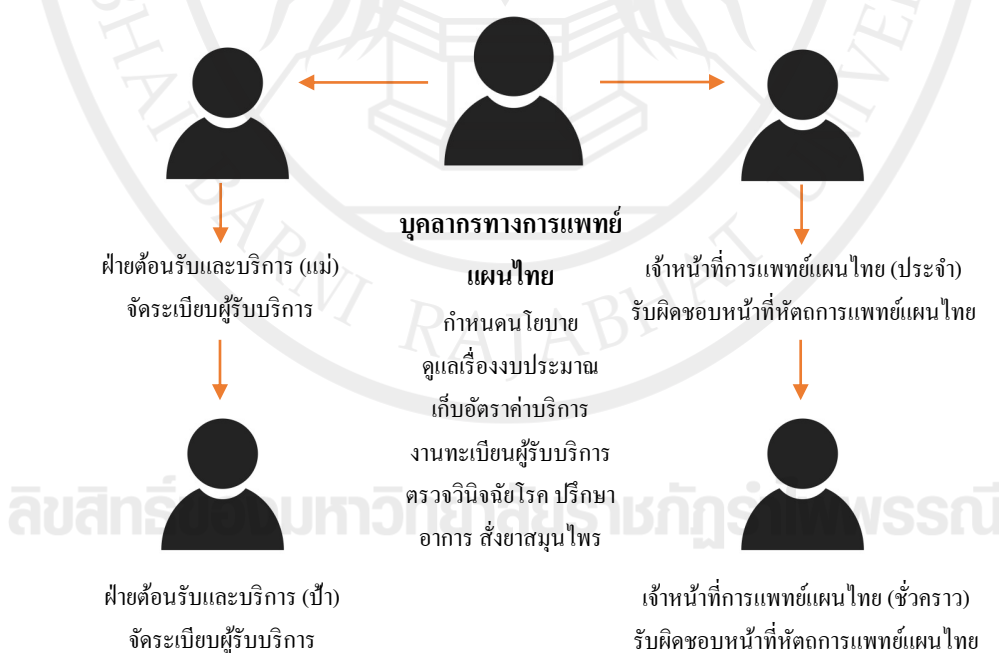 บุคลากรทางการแพทย์
แผนไทย
กำหนดนโยบาย
ดูแลเรื่องงบประมาณ
เก็บอัตราค่าบริการ
งานทะเบียนผู้รับบริการ
ตรวจวินิจฉัยโรค ปรึกษา
อาการ สั่งยาสมุนไพร
ฝ่ายต้อนรับและบริการ (แม่)
จัดระเบียบผู้รับบริการ
เจ้าหน้าที่การแพทย์แผนไทย (ประจำ)
รับผิดชอบหน้าที่หัตถการแพทย์แผนไทย
ฝ่ายต้อนรับและบริการ (ป้า)
จัดระเบียบผู้รับบริการ
เจ้าหน้าที่การแพทย์แผนไทย (ชั่วคราว)
รับผิดชอบหน้าที่หัตถการแพทย์แผนไทย
BARNI RAJABHAT